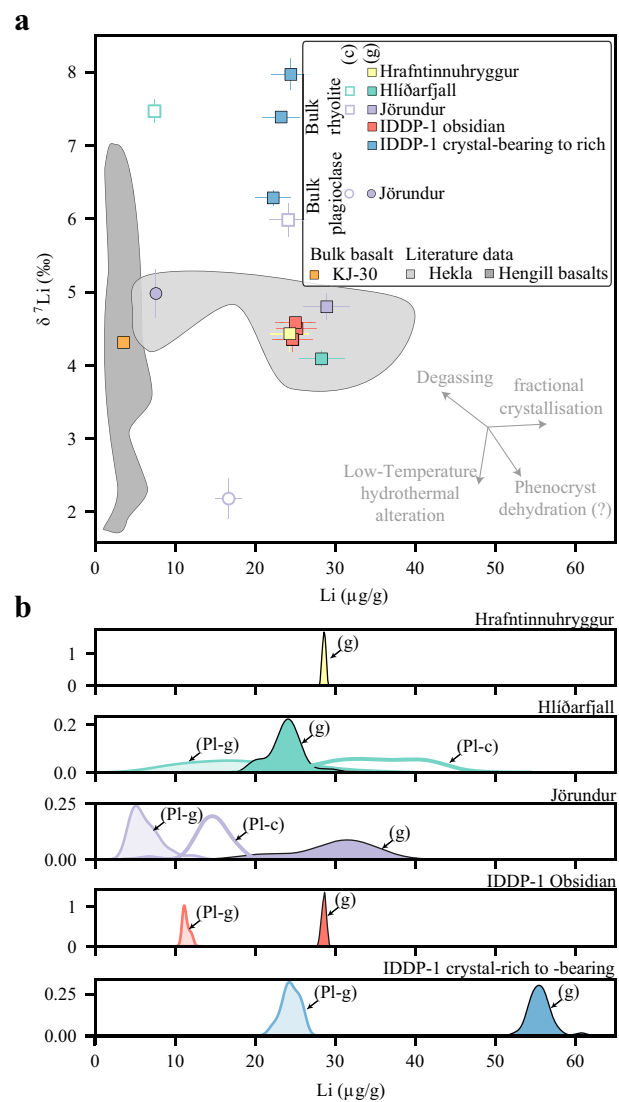 a
δ ⁷Li (‰)
8
7
6
5
4
3
2
0 10 20 30 40 50 60
Li (µg/g)
(c) (g)
Bulk rhyolite
Hrafntinnuhryggur
Hlíðarfjall
Jörundur
IDDP-1 obsidian
IDDP-1 crystal-bearing to rich
Bulk plagioclase
Jörundur
Bulk basalt Literature data
KJ-30 Hekla Hengill basalts
Degassing
fractional
crystallisation
Low-Temperature
hydrothermal
alteration
Phenocryst
dehydration (?)
b
Hrafntinnuhryggur
1
0
(g)
Hlíðarfjall
0.2
0.0
(Pl-g) (g) (Pl-c)
Jörundur
0.25
0.00
(Pl-g) (Pl-c) (g)
IDDP-1 Obsidian
1
0
(Pl-g) (g)
IDDP-1 crystal-rich to -bearing
0.25
0.00
(Pl-g) (g)
0 10 20 30 40 50 60
Li (µg/g)